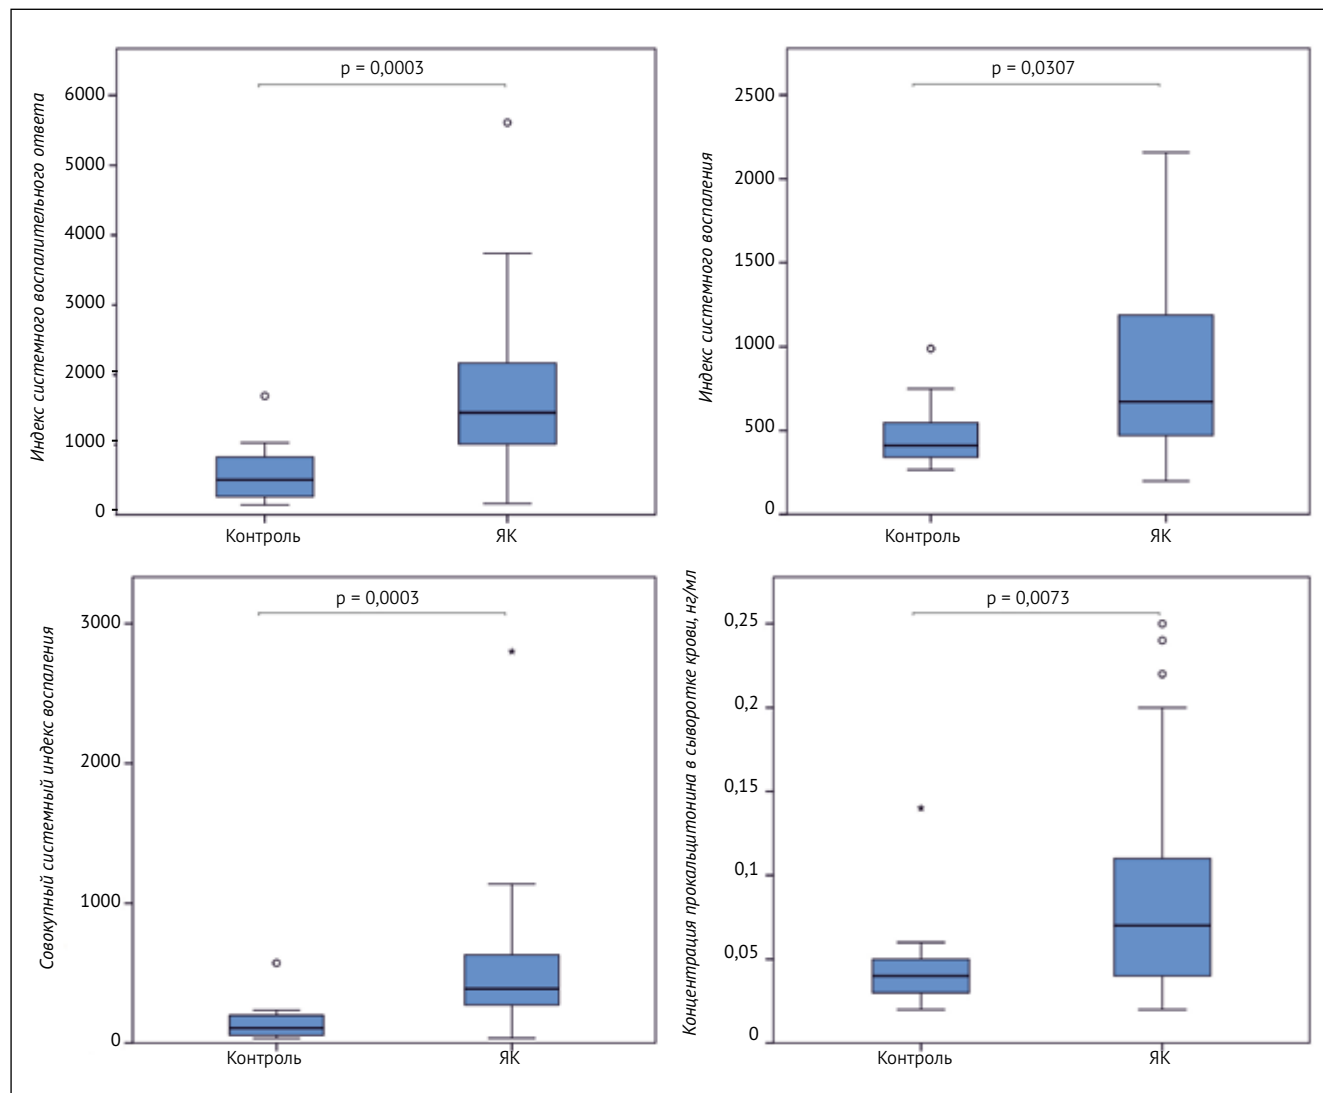 p = 0,0003
Индекс системного воспалительного ответа
6000
5000
4000
3000
2000
1000
0
Контроль
ЯК
p = 0,0307
Индекс системного воспаления
2500
2000
1500
1000
500
0
Контроль
ЯК
p = 0,0003
Совокупный системный индекс воспаления
3000
2000
1000
0
Контроль
ЯК
p = 0,0073
Концентрация прокальцитонина в сыворотке крови, нг/мл
0,25
0,2
0,15
0,1
0,05
0
Контроль
ЯК